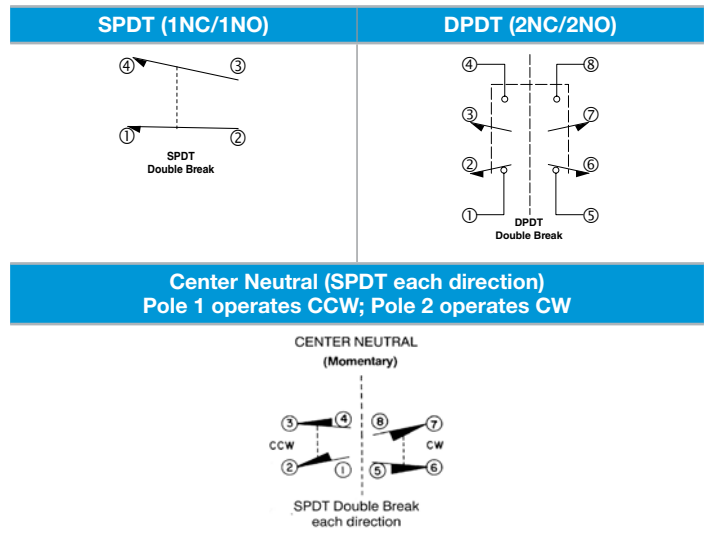 SPDT (1NC/1NO)
DPDT (2NC/2NO)
④ ③
① ②
SPDT
Double Break
④ ⑧
③ ⑦
② ⑥
① ⑤
DPDT
Double Break
Center Neutral (SPDT each direction)
Pole 1 operates CCW; Pole 2 operates CW
CENTER NEUTRAL
(Momentary)
③ ④ ⑧ ⑦
CCW CW
② ① ⑤ ⑥
SPDT Double Break
each direction